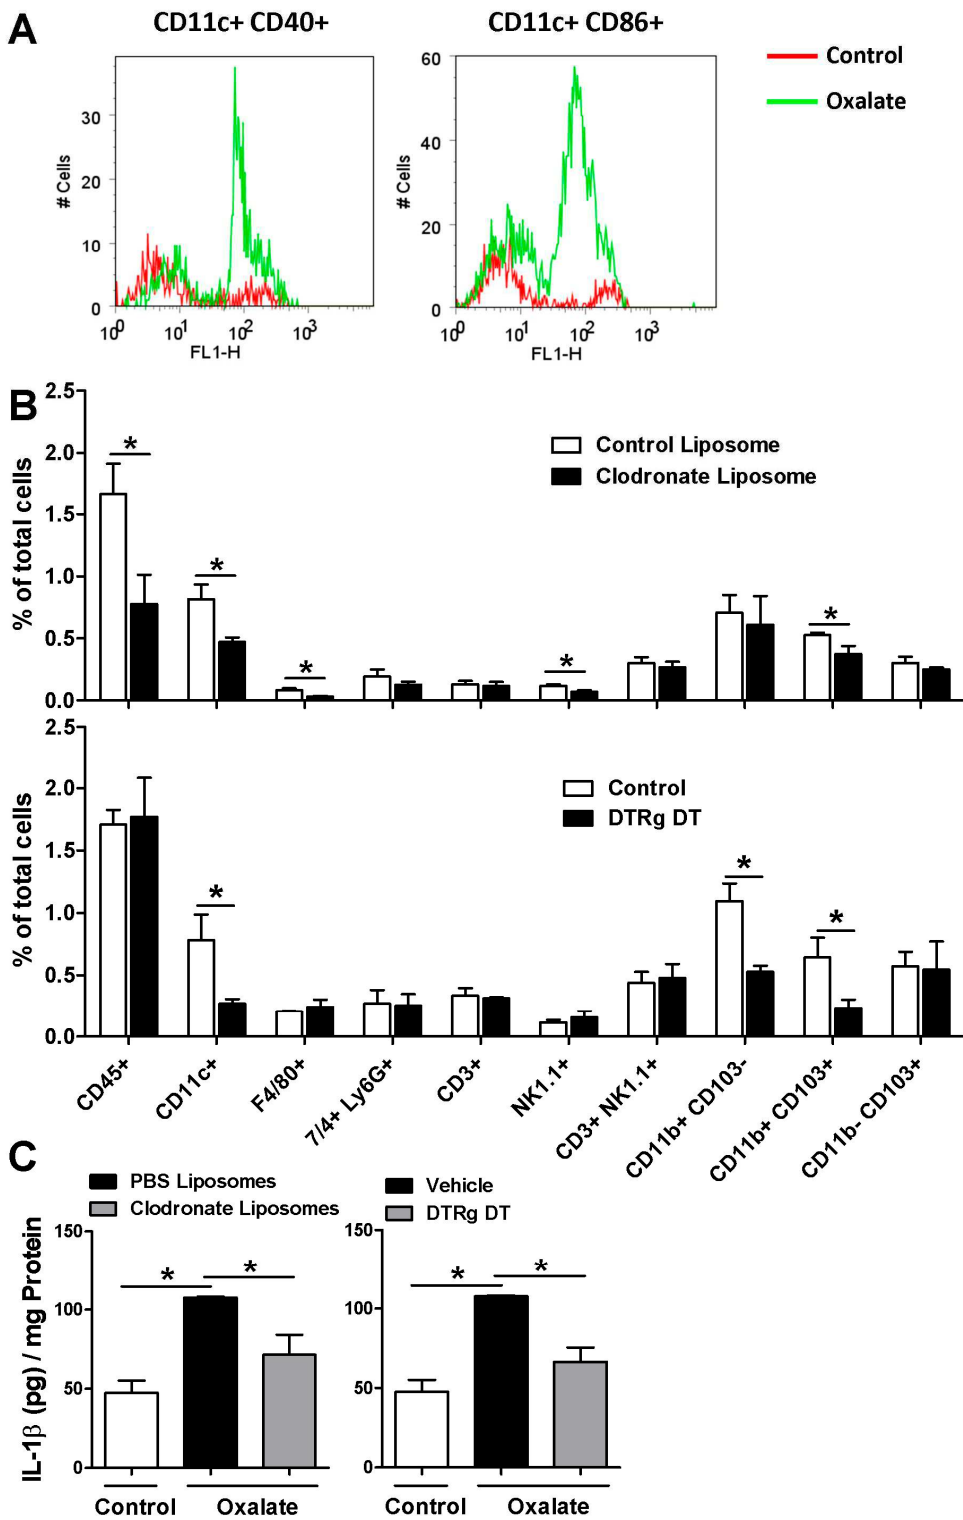 A
CD11c+ CD40+
CD11c+ CD86+
Control
Oxalate
# Cells
30
20
10
0
10^0
10^1
10^2
10^3
FL1-H
# Cells
60
40
20
0
10^0
10^1
10^2
10^3
FL1-H
B
% of total cells
2.5
2.0
1.5
1.0
0.5
0.0
Control Liposome
Clodronate Liposome
*
*
*
*
*
% of total cells
2.5
2.0
1.5
1.0
0.5
0.0
Control
DTRg DT
*
*
*
CD45+
CD11c+
F4/80+
7/4+ Ly6G+
CD3+
NK1.1+
CD3+ NK1.1+
CD11b+ CD103-
CD11b+ CD103+
CD11b- CD103+
C
PBS Liposomes
Clodronate Liposomes
IL-1β (pg) / mg Protein
150
100
50
0
*
*
Control
Oxalate
Vehicle
DTRg DT
150
100
50
0
*
*
Control
Oxalate